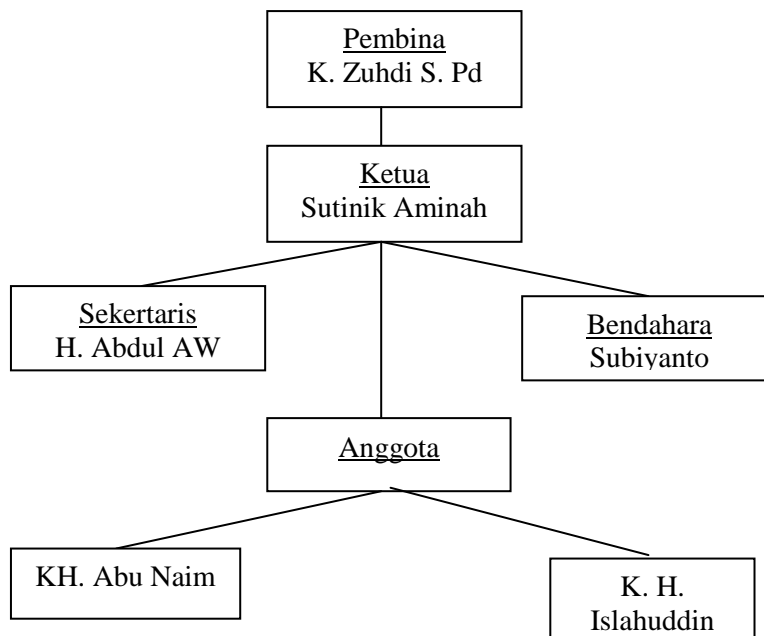 Pembina
K. Zuhdi S. Pd
Ketua
Sutinik Aminah
Sekertaris
H. Abdul AW
Bendahara
Subiyanto
Anggota
KH. Abu Naim
K. H.
Islahuddin